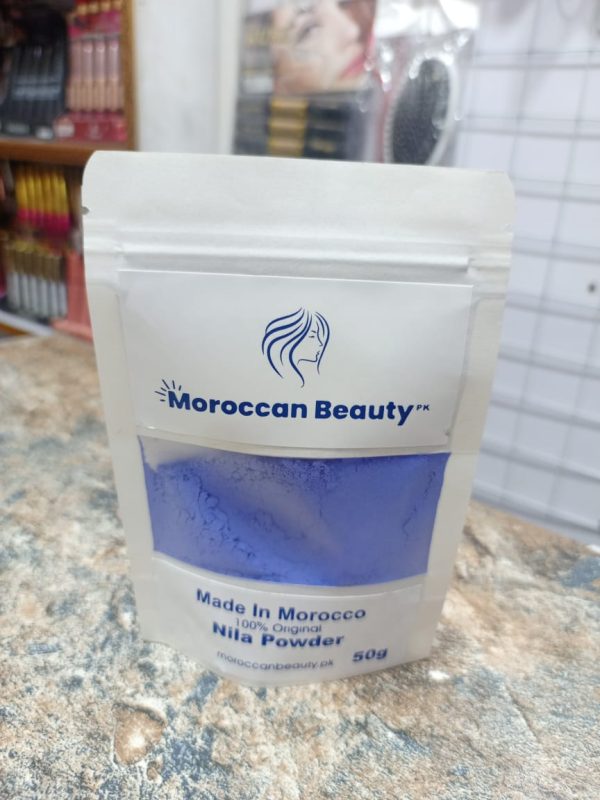 Moroccan Beauty PK
Made In Morocco
100% Original
Nila Powder
moroccanbeauty.pk 50g